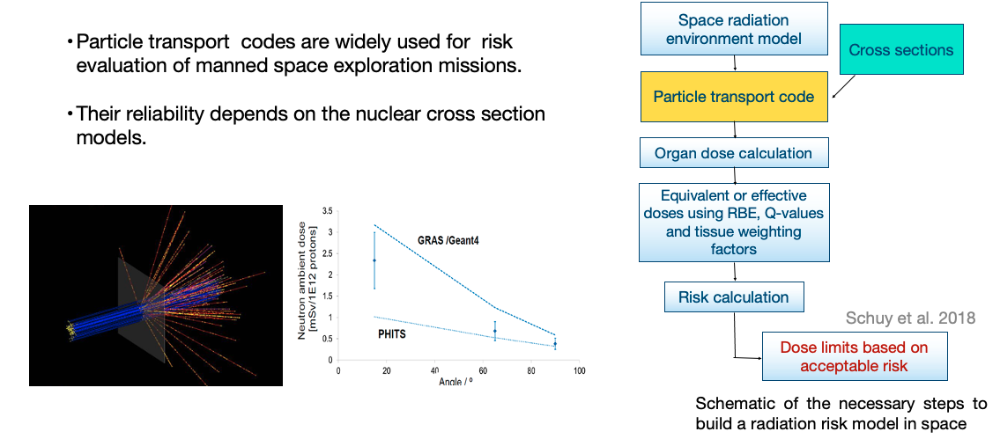 • Particle transport codes are widely used for risk
evaluation of manned space exploration missions.
• Their reliability depends on the nuclear cross section
models.
Neutron ambient dose
[mSv/1E12 protons]
3.5
3
2.5
2
1.5
1
0.5
0
GRAS /Geant4
PHITS
0
20
40
60
80
100
Angle / º
Space radiation
environment model
Cross sections
Particle transport code
Organ dose calculation
Equivalent or effective
doses using RBE, Q-values
and tissue weighting
factors
Risk calculation
Schuy et al. 2018
Dose limits based on
acceptable risk
Schematic of the necessary steps to
build a radiation risk model in space